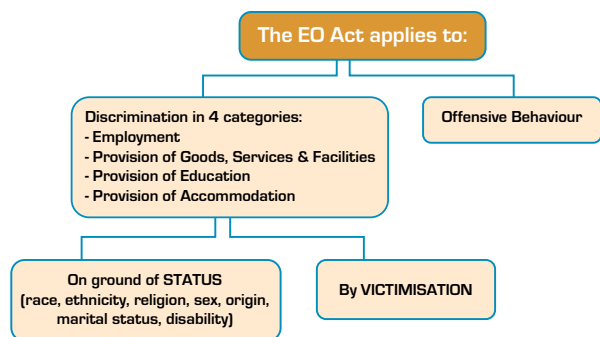 The EO Act applies to:
Discrimination in 4 categories:
- Employment
- Provision of Goods, Services & Facilities
- Provision of Education
- Provision of Accommodation
Offensive Behaviour
On ground of STATUS
(race, ethnicity, religion, sex, origin,
marital status, disability)
By VICTIMISATION